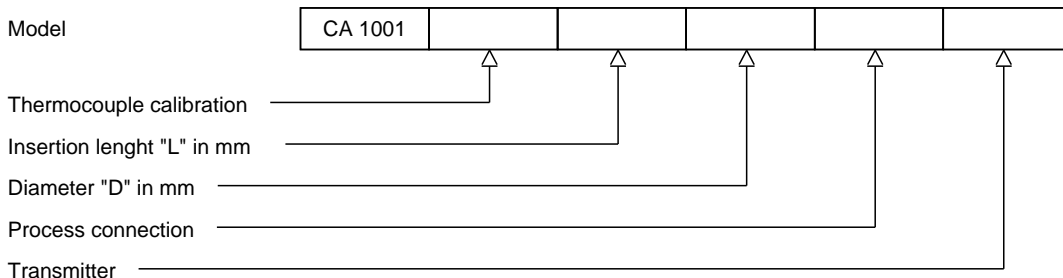 Model
CA 1001
Thermocouple calibration
Insertion lenght "L" in mm
Diameter "D" in mm
Process connection
Transmitter